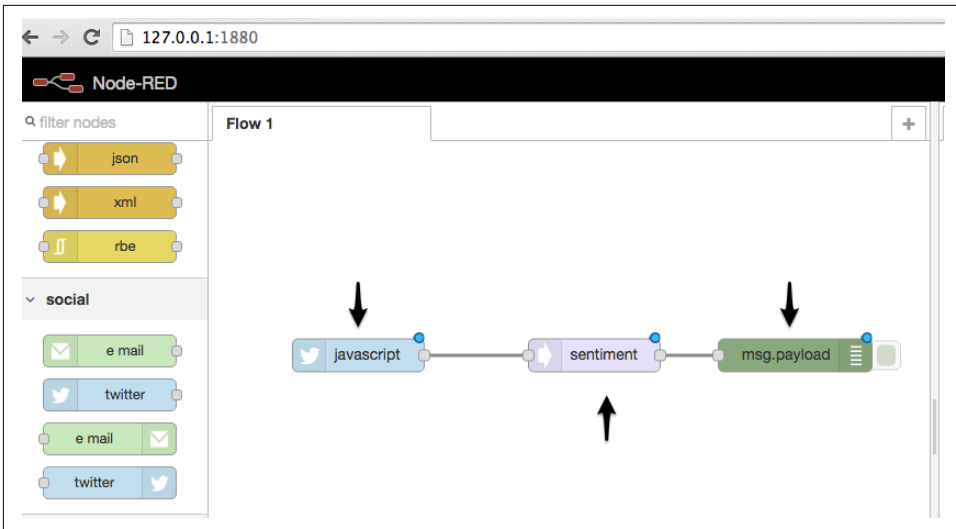 127.0.0.1:1880
Node-RED
filter nodes
Flow 1
+
json
xml
rbe
social
e mail
twitter
e mail
twitter
javascript
sentiment
msg.payload